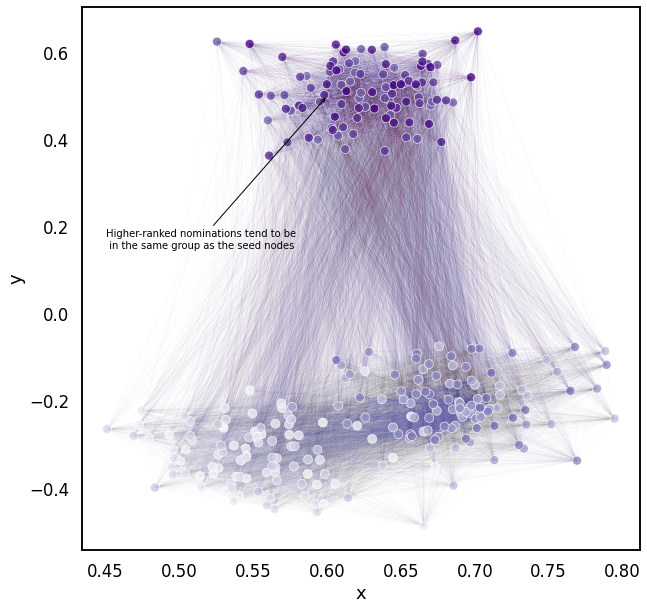 0.6
0.4
0.2
0.0
−0.2
−0.4
y
Higher-ranked nominations tend to be
in the same group as the seed nodes
0.45 0.50 0.55 0.60 0.65 0.70 0.75 0.80
x